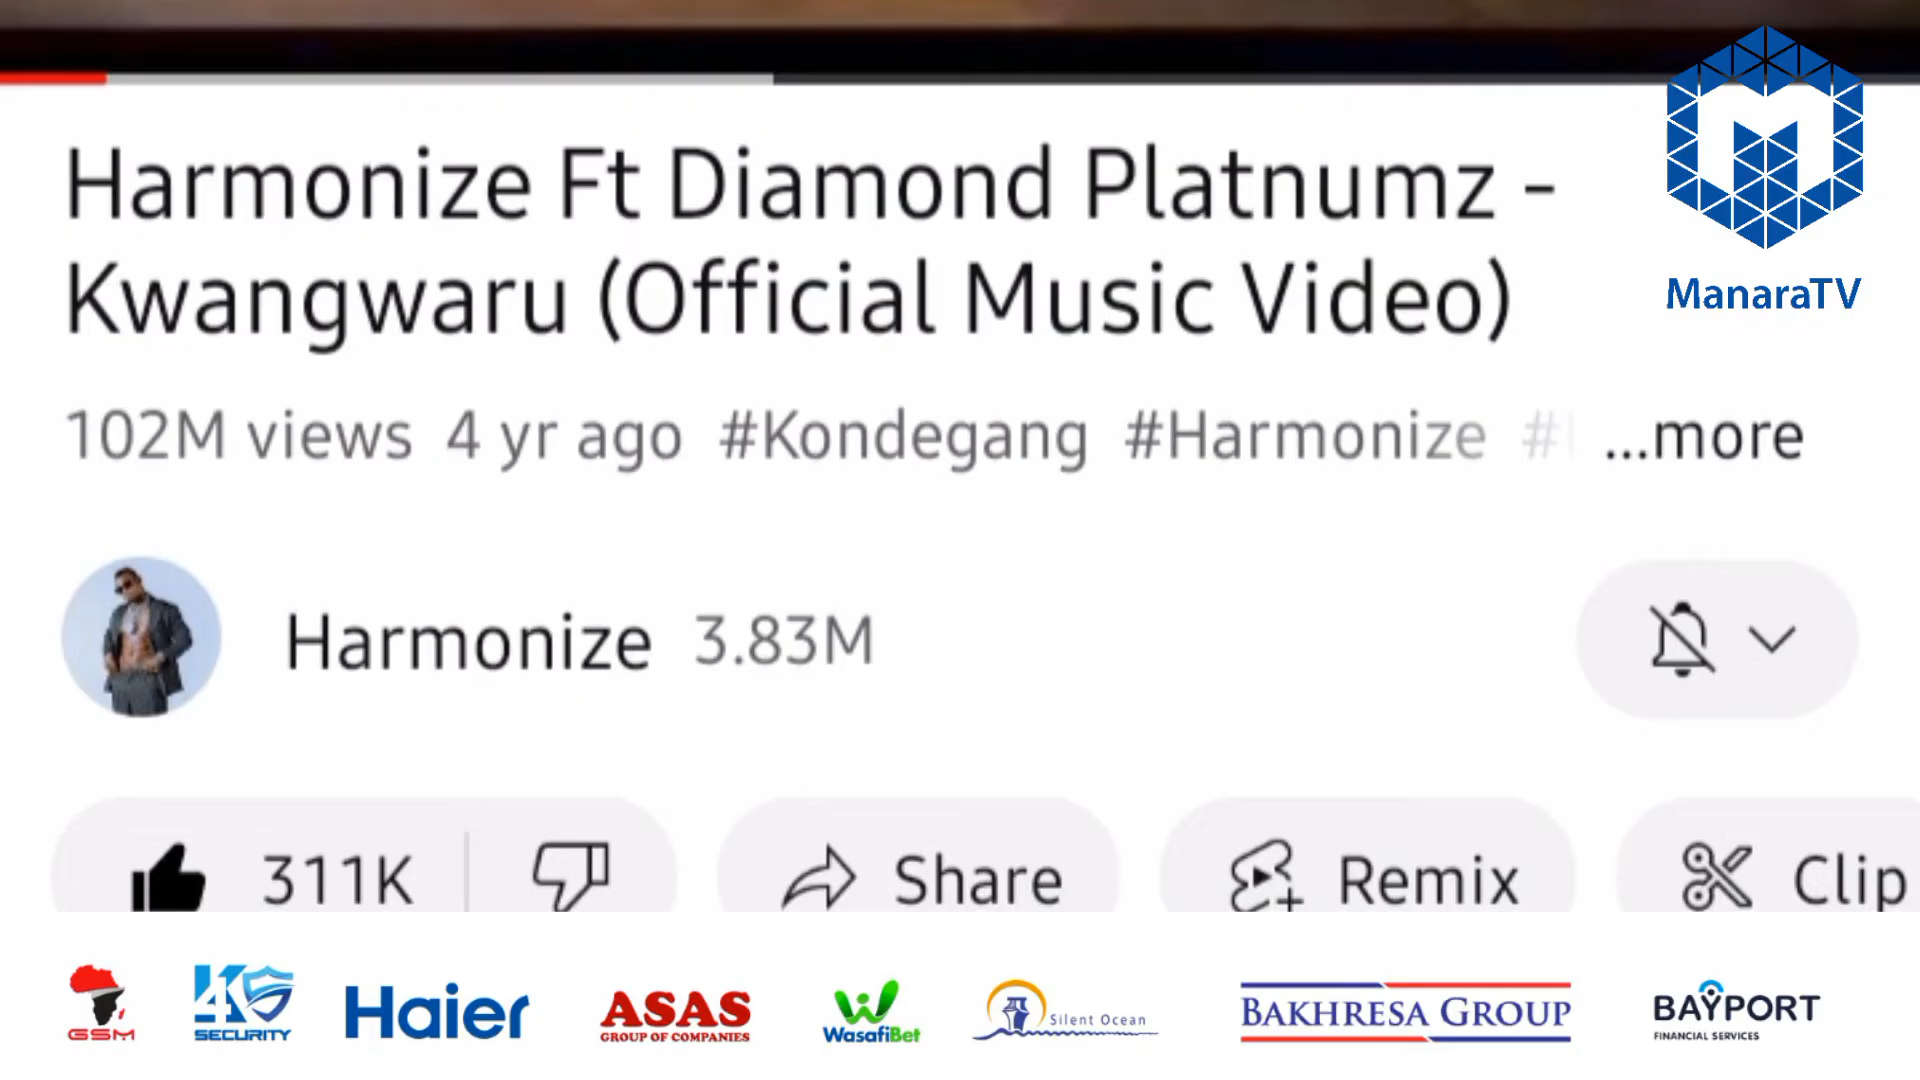 Harmonize Ft Diamond Platnumz -
Kwangwaru (Official Music Video)
ManaraTV
102M views 4 yr ago #Kondegang #Harmonize # ...more
Harmonize 3.83M
311K Share Remix Clip
GSM
4K SECURITY
Haier
ASAS
GROUP OF COMPANIES
WasafiBet
Silent Ocean
BAKHRESA GROUP
BAYPORT
FINANCIAL SERVICES